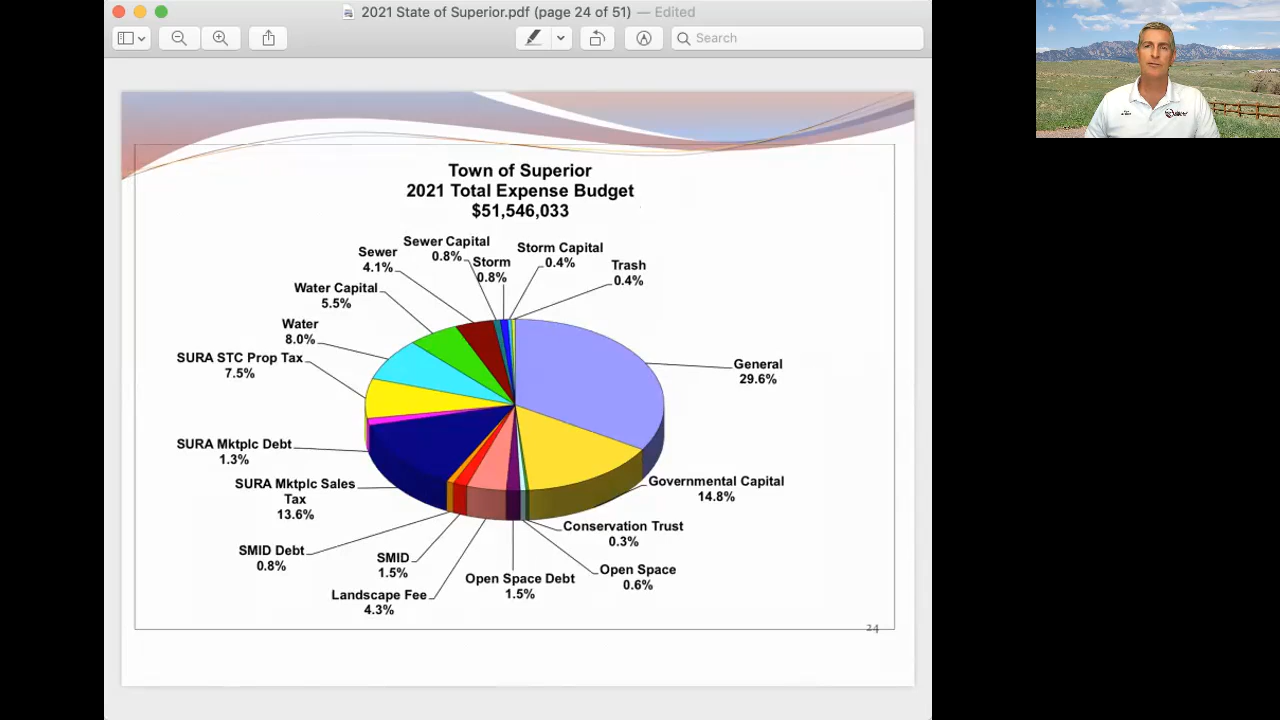 2021 State of Superior.pdf (page 24 of 51) — Edited
Search
Town of Superior
2021 Total Expense Budget
$51,546,033
Sewer Capital
0.8%
Storm Capital
0.4%
Sewer
4.1%
Storm
0.8%
Trash
0.4%
Water Capital
5.5%
Water
8.0%
SURA STC Prop Tax
7.5%
General
29.6%
SURA Mktplc Debt
1.3%
SURA Mktplc Sales
Tax
13.6%
Governmental Capital
14.8%
Conservation Trust
0.3%
SMID Debt
0.8%
SMID
1.5%
Open Space
0.6%
Open Space Debt
1.5%
Landscape Fee
4.3%
24